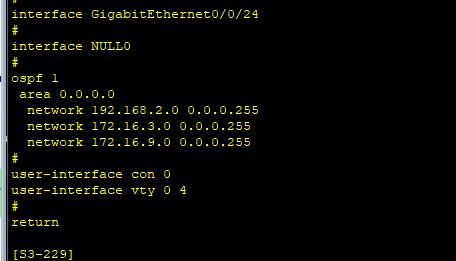 #
interface GigabitEthernet0/0/24
#
interface NULL0
#
ospf 1
 area 0.0.0.0
  network 192.168.2.0 0.0.0.255
  network 172.16.3.0 0.0.0.255
  network 172.16.9.0 0.0.0.255
#
user-interface con 0
user-interface vty 0 4
#
return

[S3-229]